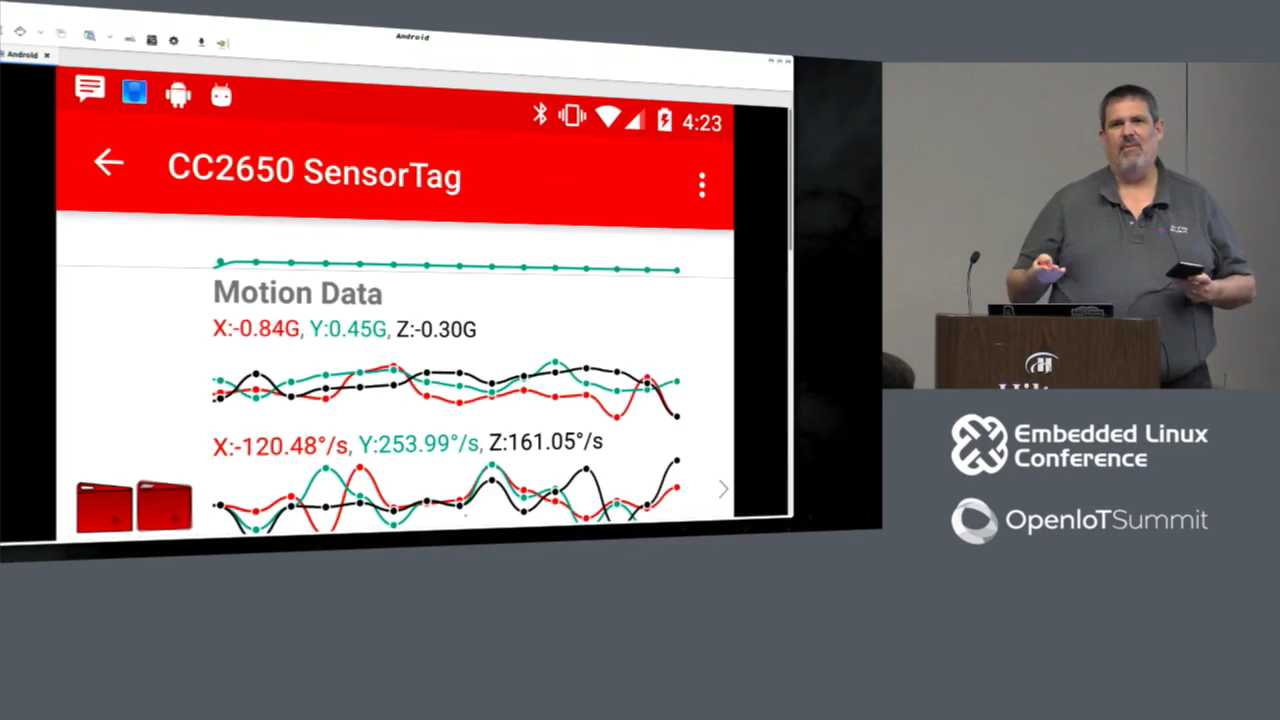 Android
Android
4:23
CC2650 SensorTag
Motion Data
X:-0.84G, Y:0.45G, Z:-0.30G
X:-120.48°/s, Y:253.99°/s, Z:161.05°/s
H
Embedded Linux
Conference
OpenIoTSummit